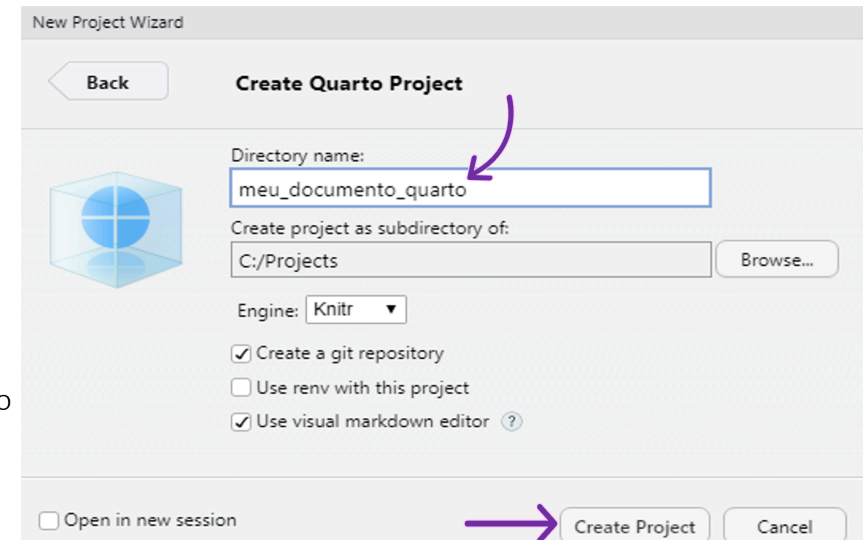 New Project Wizard
Back
Create Quarto Project
Directory name:
meu_documento_quarto
Create project as subdirectory of:
C:/Projects
Browse...
Engine: Knitr ▼
Create a git repository
Use renv with this project
o
Use visual markdown editor ?
Open in new session
Create Project
Cancel